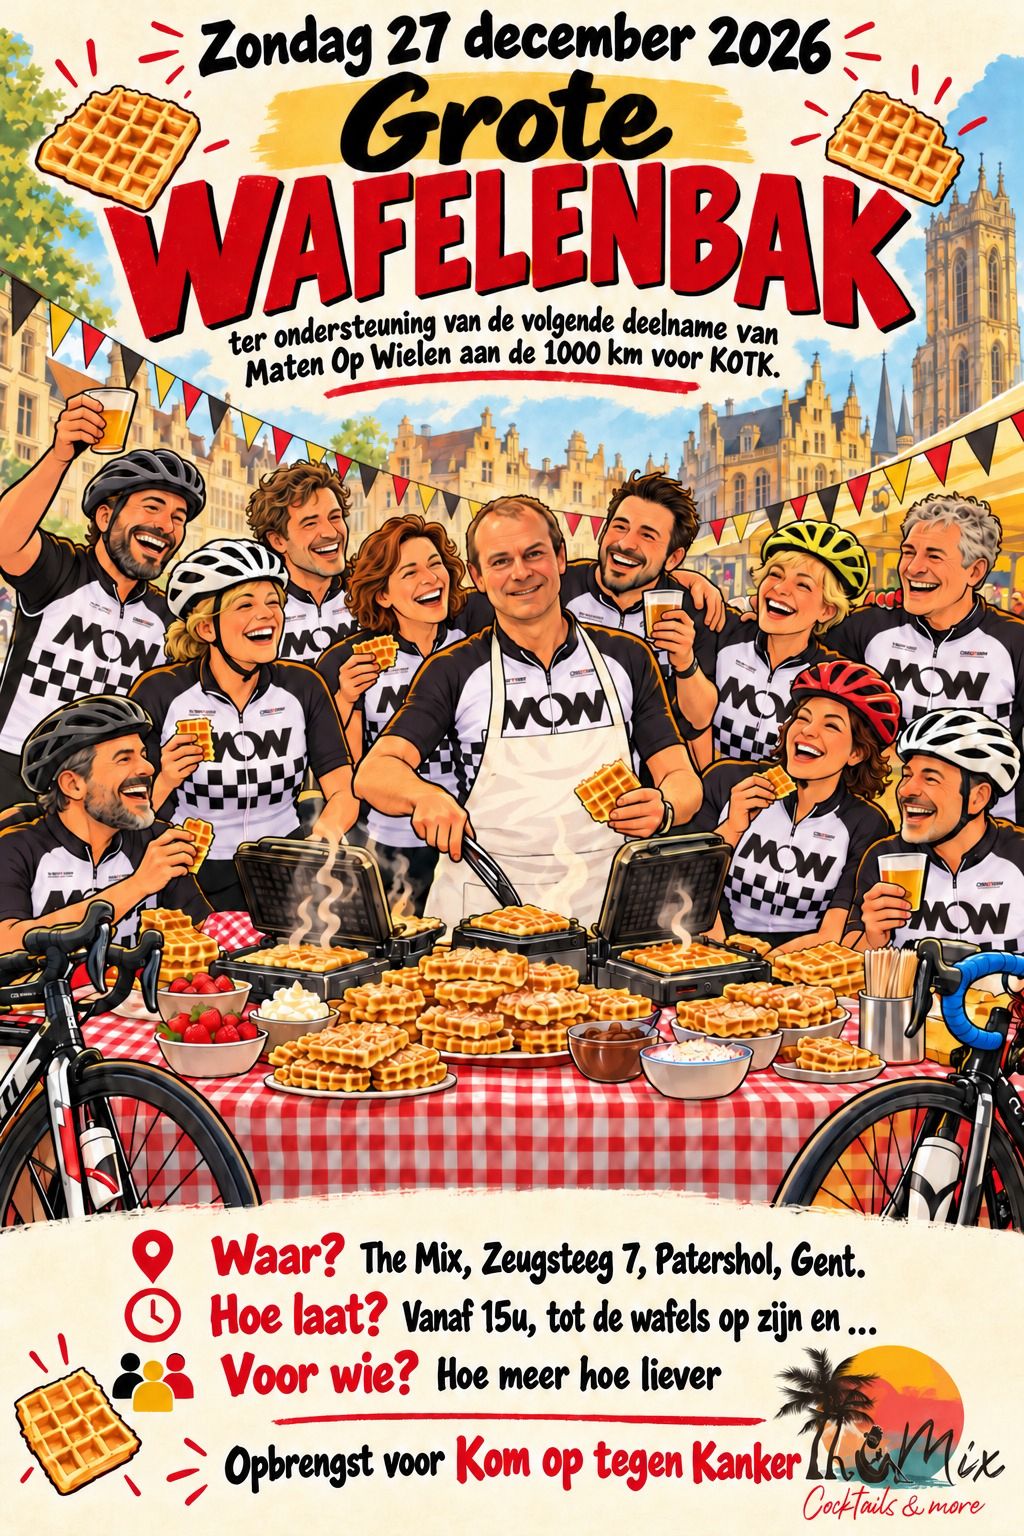 Zondag 27 december 2026
Grote
WAFELENBAK
ter ondersteuning van de volgende deelname van
Maten Op Wielen aan de 1000 km voor KOTK.
MOW
MOW
MOW
MOW
MOW
MOW
MOW
MOW
MOW
Waar? The Mix, Zeugsteeg 7, Patershol, Gent.
Hoe laat? Vanaf 15u, tot de wafels op zijn en ...
Voor wie? Hoe meer hoe liever
Opbrengst voor Kom op tegen Kanker
The Mix
Cocktails & more